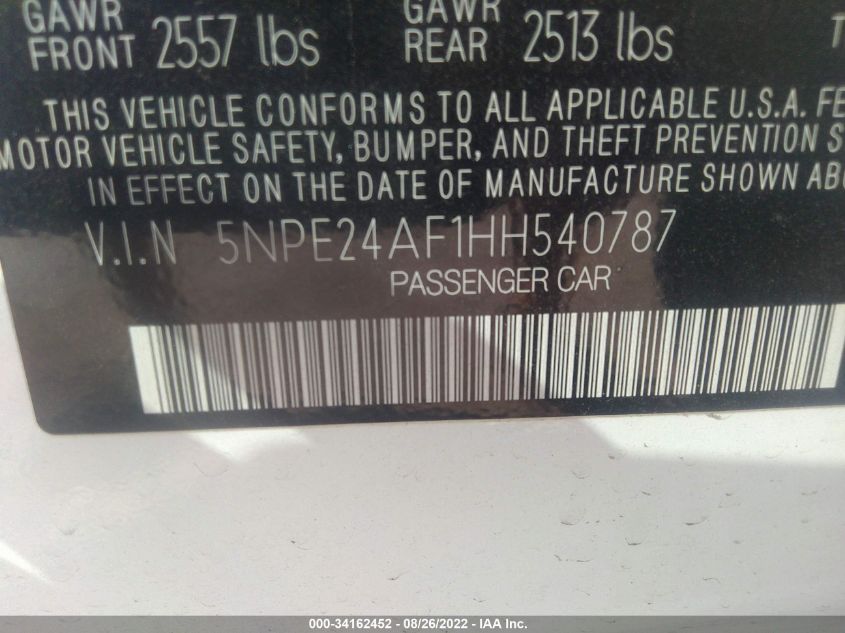 GAWR GAWR
FRONT 2557 lbs REAR 2513 lbs
THIS VEHICLE CONFORMS TO ALL APPLICABLE U.S.A.
MOTOR VEHICLE SAFETY, BUMPER, AND THEFT PREVENTION
IN EFFECT ON THE DATE OF MANUFACTURE SHOWN
V.I.N 5NPE24AF1HH540787
PASSENGER CAR
000-34162452 - 08/26/2022 - IAA Inc.